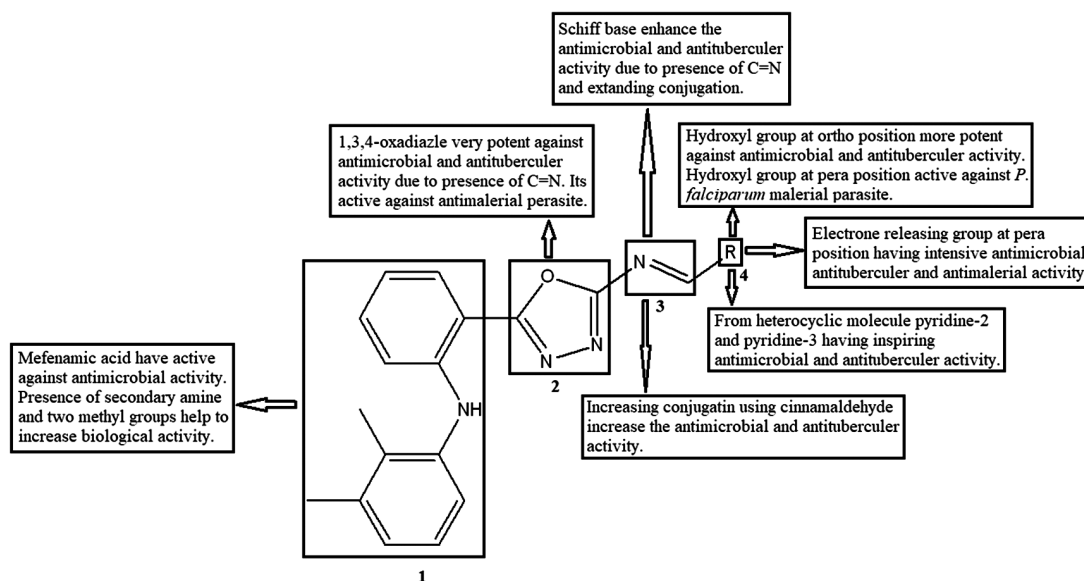 Schiff base enhance the
antimicrobial and antituberculer
activity due to presence of C=N
and extanding conjugation.
1,3,4-oxadiazle very potent against
antimicrobial and antituberculer
activity due to presence of C=N. Its
active against antimalerial perasite.
Hydroxyl group at ortho position more potent
against antimicrobial and antituberculer activity.
Hydroxyl group at pera position active against P.
falciparum malerial parasite.
Electrone releasing group at pera
position having intensive antimicrobial,
antituberculer and antimalerial activity.
N
R
4
3
O
N
N
2
From heterocyclic molecule pyridine-2
and pyridine-3 having inspiring
antimicrobial and antituberculer activity.
Mefenamic acid have active
against antimicrobial activity.
Presence of secondary amine
and two methyl groups help to
increase biological activity.
NH
Increasing conjugatin using cinnamaldehyde
increase the antimicrobial and antituberculer
activity.
1